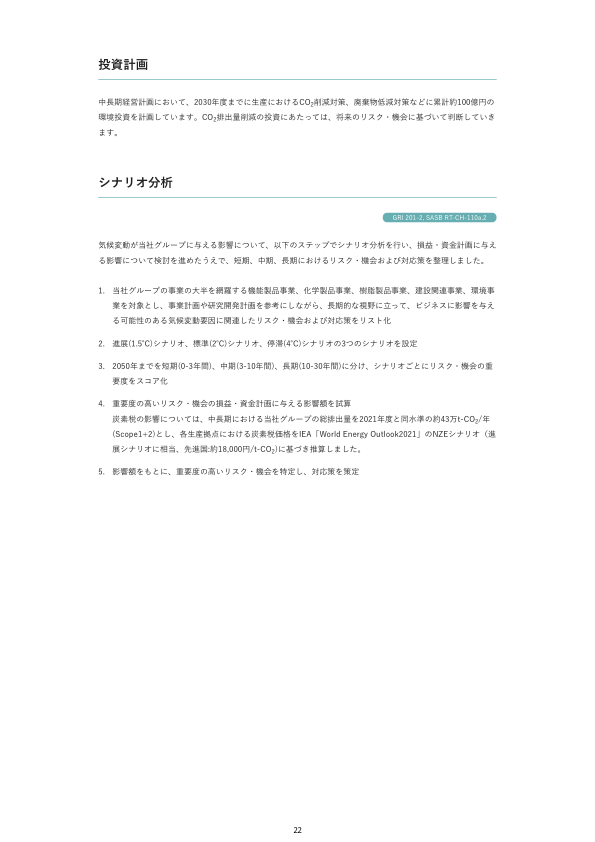 投資計画
中長期経営計画において、2030年度までに生産におけるCO₂削減対策、廃棄物低減対策などに累計約100億円の
環境投資を計画しています。CO₂排出量削減の投資にあたっては、将来のリスク・機会に基づいて判断していき
ます。
シナリオ分析
GRI 201-2, SASB RT-CH-110a.2
気候変動が当社グループに与える影響について、以下のステップでシナリオ分析を行い、損益・資金計画に与え
る影響について検討を進めたうえで、短期、中期、長期におけるリスク・機会および対応策を整理しました。
1. 当社グループの事業の大半を網羅する機能製品事業、化学製品事業、樹脂製品事業、建設関連事業、環境事
業を対象とし、事業計画や研究開発計画を参考にしながら、長期的な視野に立って、ビジネスに影響を与え
る可能性のある気候変動要因に関連したリスク・機会および対応策をリスト化
2. 進展(1.5℃)シナリオ、標準(2℃)シナリオ、停滞(4℃)シナリオの3つのシナリオを設定
3. 2050年までを短期(0-3年間)、中期(3-10年間)、長期(10-30年間)に分け、シナリオごとにリスク・機会の重
要度をスコア化
4. 重要度の高いリスク・機会の損益・資金計画に与える影響額を試算
炭素税の影響については、中長期における当社グループの総排出量を2021年度と同水準の約43万t-CO₂/年
(Scope1+2)とし、各生産拠点における炭素税価格をIEA「World Energy Outlook2021」のNZEシナリオ（進
展シナリオに相当、先進国:約18,000円/t-CO₂)に基づき推算しました。
5. 影響額をもとに、重要度の高いリスク・機会を特定し、対応策を策定
22